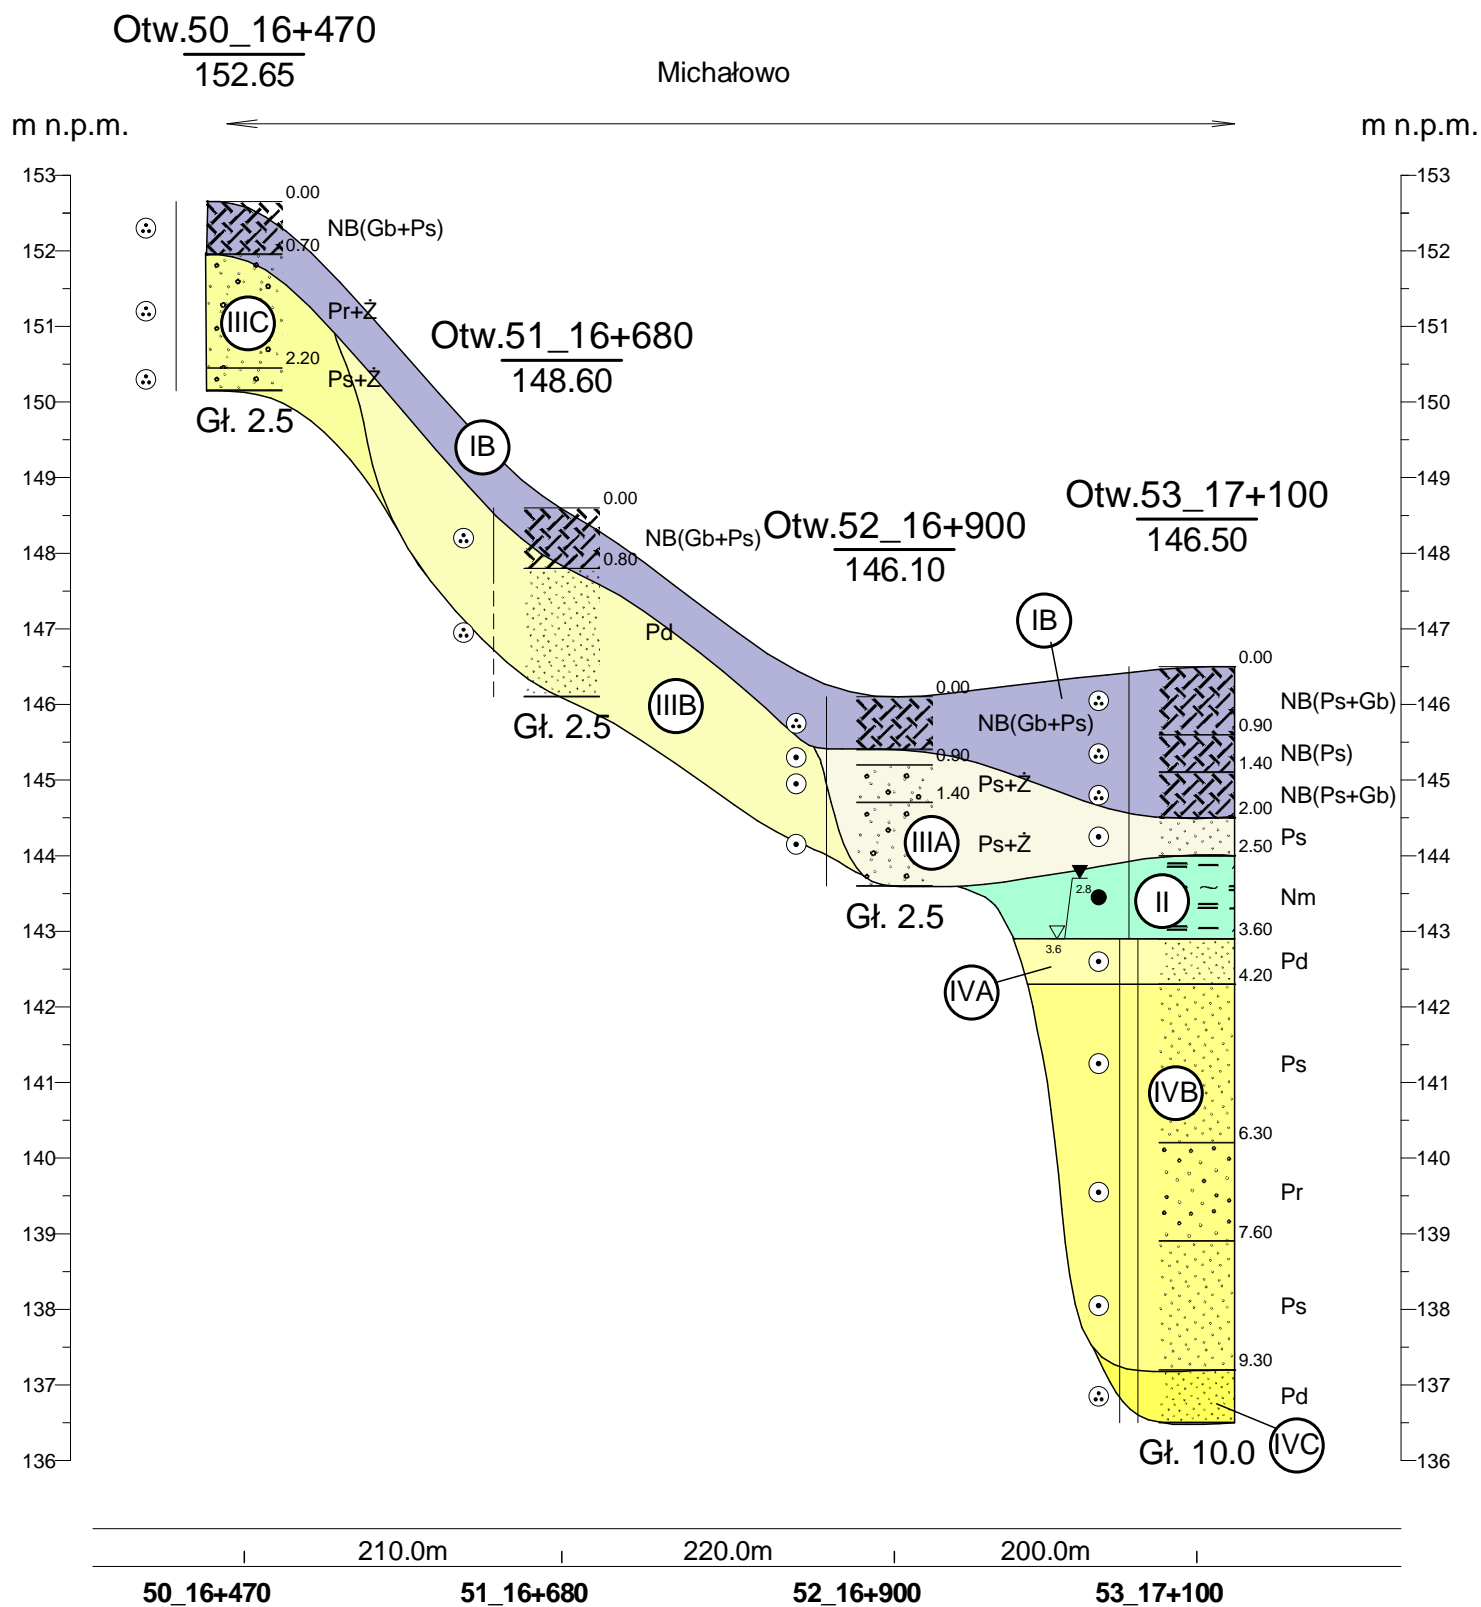 Otw.50_16+470
152.65
Michałowo
m n.p.m.
m n.p.m.
153
152
151
150
149
148
147
146
145
144
143
142
141
140
139
138
137
136
0.00
NB(Gb+Ps)
0.70
IIIC
Pr+Ż
2.20
Ps+Ż
Gł. 2.5
Otw.51_16+680
148.60
IB
0.00
NB(Gb+Ps)
0.80
Pd
IIIB
Gł. 2.5
Otw.52_16+900
146.10
0.00
NB(Gb+Ps)
0.90
Ps+Ż
1.40
IIIA
Ps+Ż
Gł. 2.5
Otw.53_17+100
146.50
IB
0.00
NB(Ps+Gb)
0.90
NB(Ps)
1.40
NB(Ps+Gb)
2.00
Ps
2.50
2.8
II
Nm
3.60
3.6
Pd
IVA
4.20
Ps
IVB
6.30
Pr
7.60
Ps
9.30
Pd
Gł. 10.0
IVC
153
152
151
150
149
148
147
146
145
144
143
142
141
140
139
138
137
136
210.0m
220.0m
200.0m
50_16+470
51_16+680
52_16+900
53_17+100